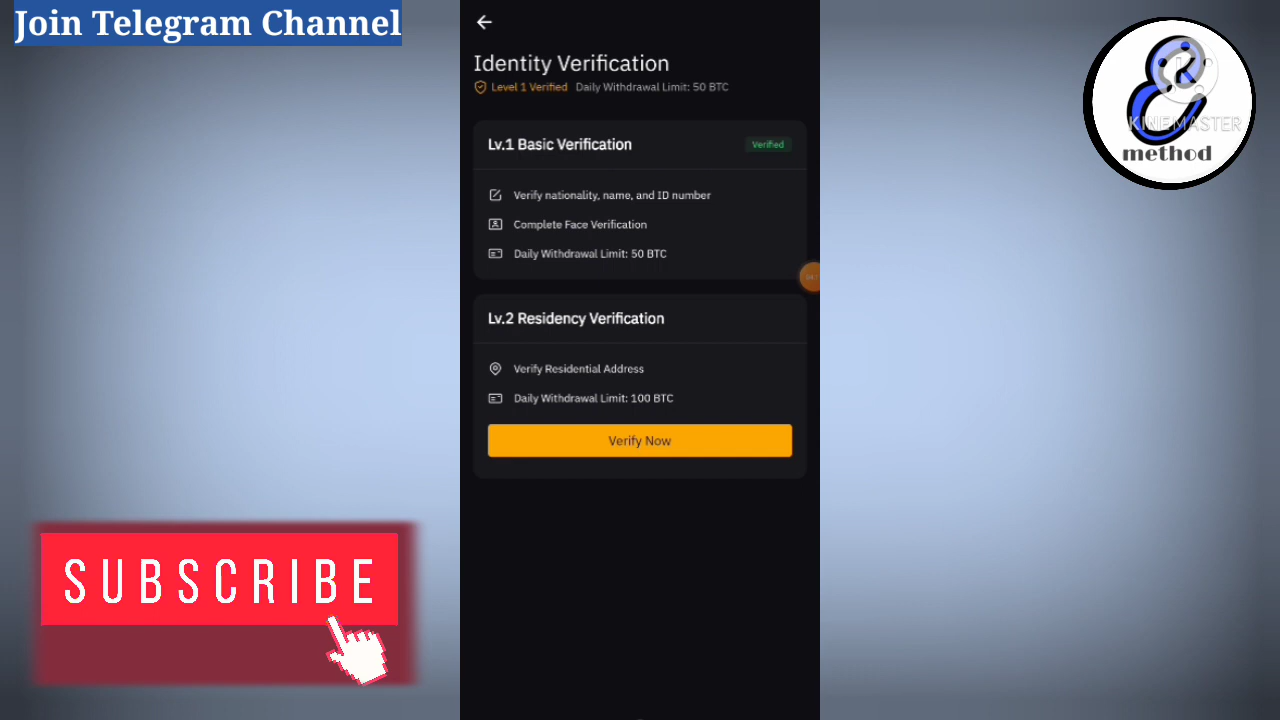 Join Telegram Channel
Identity Verification
Level 1 Verified Daily Withdrawal Limit: 50 BTC
Lv.1 Basic Verification Verified
Verify nationality, name, and ID number
Complete Face Verification
Daily Withdrawal Limit: 50 BTC
Lv.2 Residency Verification
Verify Residential Address
Daily Withdrawal Limit: 100 BTC
Verify Now
SUBSCRIBE
K
KINEMASTER
method